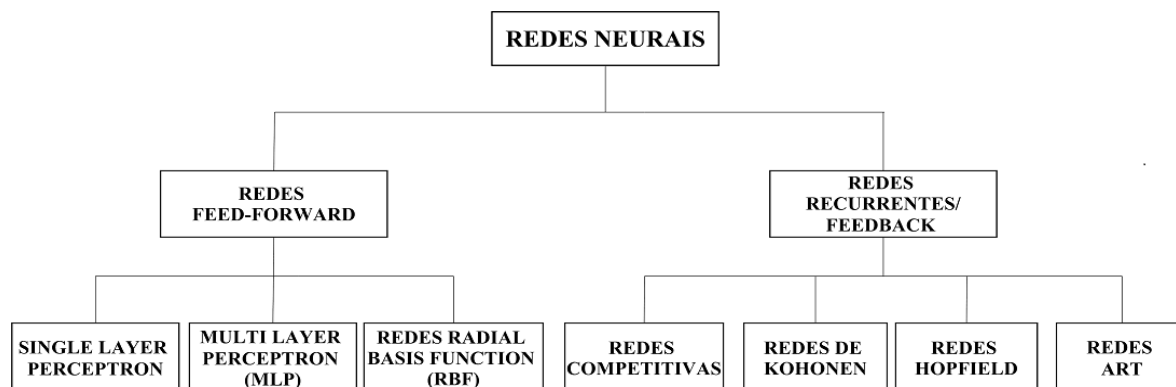 REDES NEURAIS
REDES
FEED-FORWARD
REDES
RECURRENTES/
FEEDBACK
SINGLE LAYER
PERCEPTRON
MULTI LAYER
PERCEPTRON
(MLP)
REDES RADIAL
BASIS FUNCTION
(RBF)
REDES
COMPETITIVAS
REDES DE
KOHONEN
REDES
HOPFIELD
REDES
ART